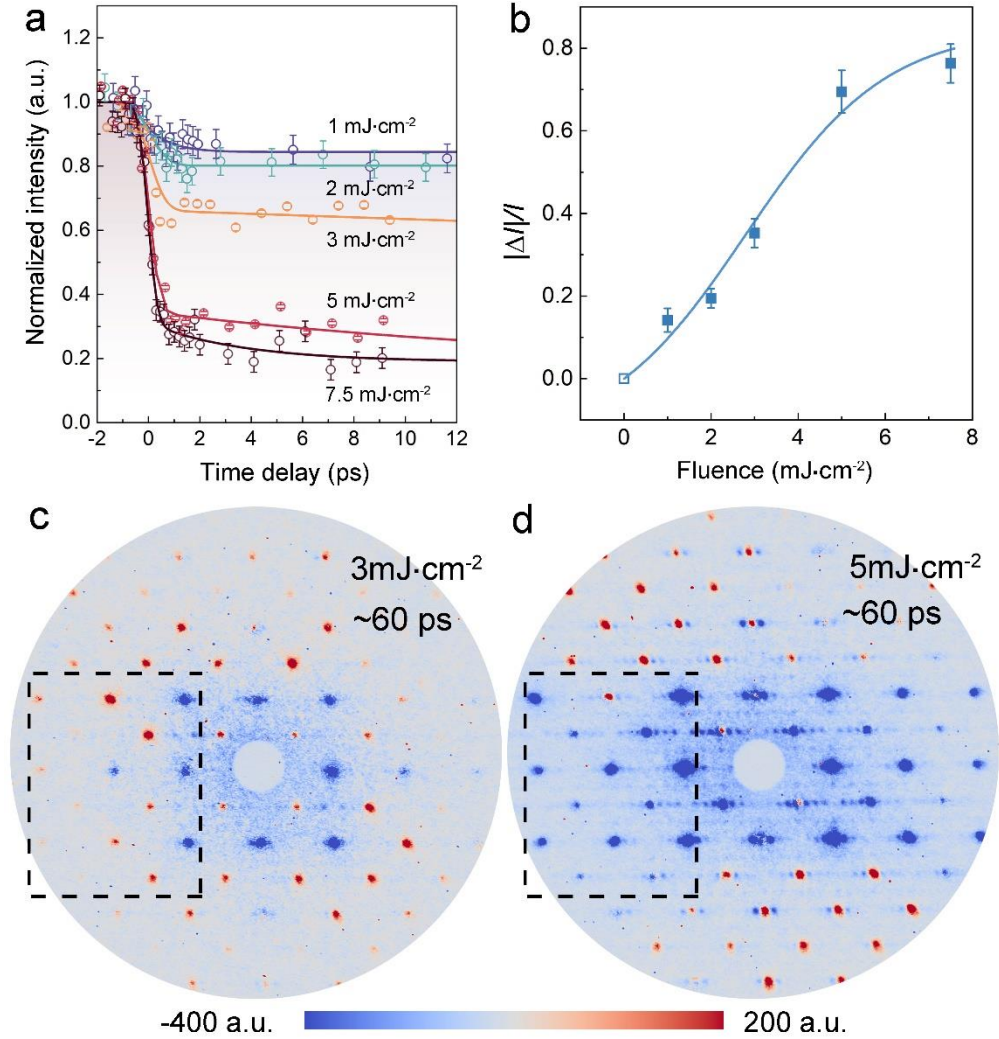 a
1.2
1.0
0.8
0.6
0.4
0.2
0.0
Normalized intensity (a.u.)
1 mJ·cm⁻²
2 mJ·cm⁻²
3 mJ·cm⁻²
5 mJ·cm⁻²
7.5 mJ·cm⁻²
-2 0 2 4 6 8 10 12
Time delay (ps)
b
0.8
0.6
0.4
0.2
0.0
|ΔI|/I
0 2 4 6 8
Fluence (mJ·cm⁻²)
c
3mJ·cm⁻²
~60 ps
d
5mJ·cm⁻²
~60 ps
-400 a.u.
200 a.u.